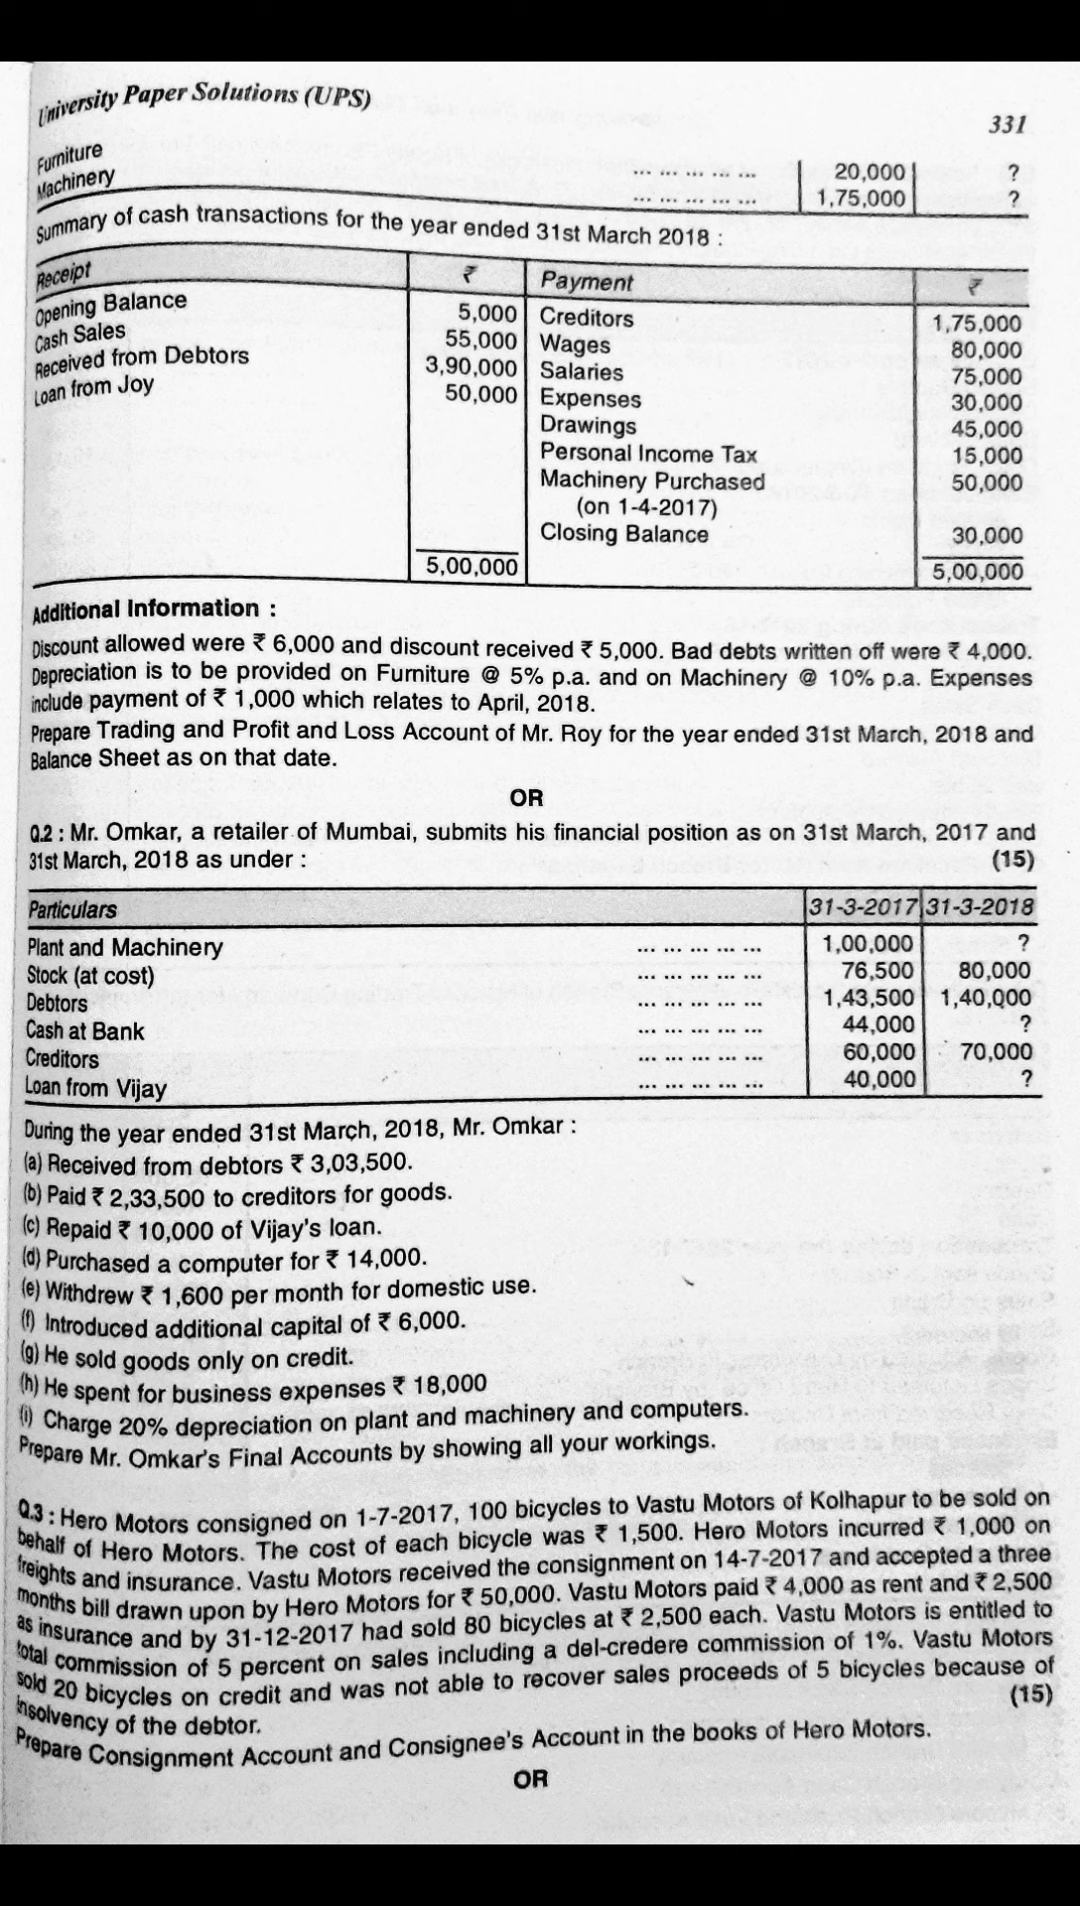 University Paper Solutions (UPS)
331
Furniture ... ... ... ... ... 20,000 ?
Machinery ... ... ... ... ... 1,75,000 ?
Summary of cash transactions for the year ended 31st March 2018 :
Receipt ₹ Payment ₹
Opening Balance 5,000 Creditors 1,75,000
Cash Sales 55,000 Wages 80,000
Received from Debtors 3,90,000 Salaries 75,000
Loan from Joy 50,000 Expenses 30,000
Drawings 45,000
Personal Income Tax 15,000
Machinery Purchased 50,000
(on 1-4-2017)
Closing Balance 30,000
5,00,000 5,00,000
Additional Information :
Discount allowed were ₹ 6,000 and discount received ₹ 5,000. Bad debts written off were ₹ 4,000.
Depreciation is to be provided on Furniture @ 5% p.a. and on Machinery @ 10% p.a. Expenses
include payment of ₹ 1,000 which relates to April, 2018.
Prepare Trading and Profit and Loss Account of Mr. Roy for the year ended 31st March, 2018 and
Balance Sheet as on that date.
OR
Q.2 : Mr. Omkar, a retailer of Mumbai, submits his financial position as on 31st March, 2017 and
31st March, 2018 as under : (15)
Particulars 31-3-2017 31-3-2018
Plant and Machinery ... ... ... ... ... 1,00,000 ?
Stock (at cost) ... ... ... ... ... 76,500 80,000
Debtors ... ... ... ... ... 1,43,500 1,40,000
Cash at Bank ... ... ... ... ... 44,000 ?
Creditors ... ... ... ... ... 60,000 70,000
Loan from Vijay ... ... ... ... ... 40,000 ?
During the year ended 31st March, 2018, Mr. Omkar :
(a) Received from debtors ₹ 3,03,500.
(b) Paid ₹ 2,33,500 to creditors for goods.
(c) Repaid ₹ 10,000 of Vijay's loan.
(d) Purchased a computer for ₹ 14,000.
(e) Withdrew ₹ 1,600 per month for domestic use.
(f) Introduced additional capital of ₹ 6,000.
(g) He sold goods only on credit.
(h) He spent for business expenses ₹ 18,000
(i) Charge 20% depreciation on plant and machinery and computers.
Prepare Mr. Omkar's Final Accounts by showing all your workings.
Q.3 : Hero Motors consigned on 1-7-2017, 100 bicycles to Vastu Motors of Kolhapur to be sold on
behalf of Hero Motors. The cost of each bicycle was ₹ 1,500. Hero Motors incurred ₹ 1,000 on
freights and insurance. Vastu Motors received the consignment on 14-7-2017 and accepted a three
months bill drawn upon by Hero Motors for ₹ 50,000. Vastu Motors paid ₹ 4,000 as rent and ₹ 2,500
as insurance and by 31-12-2017 had sold 80 bicycles at ₹ 2,500 each. Vastu Motors is entitled to
total commission of 5 percent on sales including a del-credere commission of 1%. Vastu Motors
sold 20 bicycles on credit and was not able to recover sales proceeds of 5 bicycles because of
insolvency of the debtor. (15)
Prepare Consignment Account and Consignee's Account in the books of Hero Motors.
OR